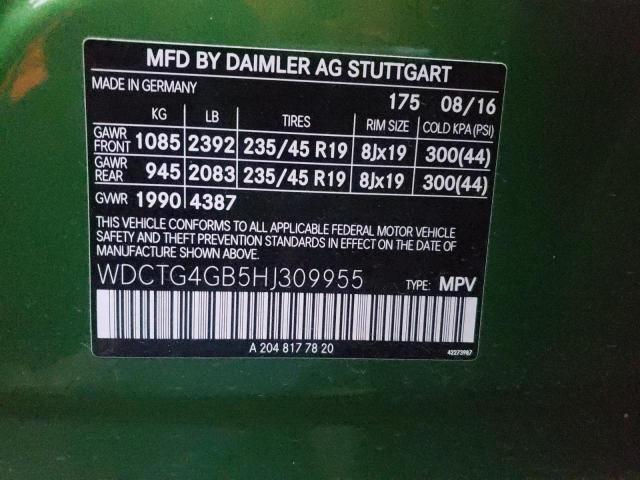 MFD BY DAIMLER AG STUTTGART
MADE IN GERMANY 175 08/16
KG LB TIRES RIM SIZE COLD KPA(PSI)
GAWR FRONT 1085 2392 235/45 R19 8Jx19 300(44)
GAWR REAR 945 2083 235/45 R19 8Jx19 300(44)
GVWR 1990 4387
THIS VEHICLE CONFORMS TO ALL APPLICABLE FEDERAL MOTOR VEHICLE
SAFETY AND THEFT PREVENTION STANDARDS IN EFFECT ON THE DATE OF
MANUFACTURE SHOWN ABOVE.
WDCTG4GB5HJ309955 TYPE: MPV
A 204 817 78 20 42273987